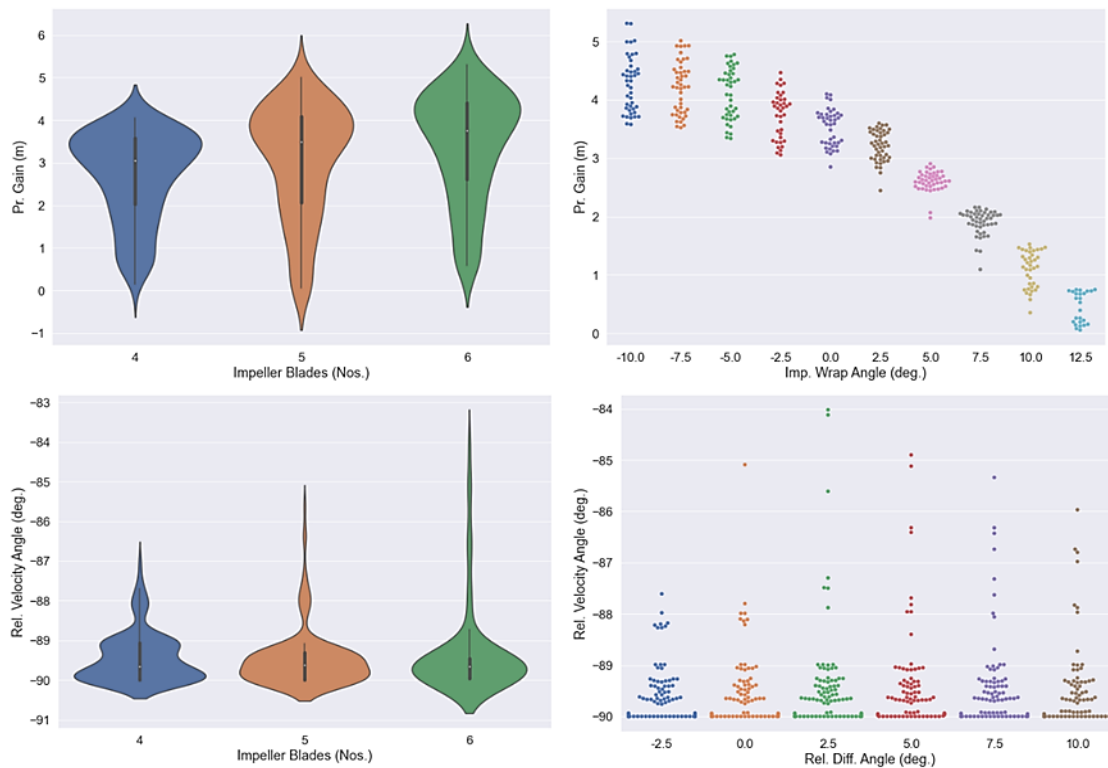 6
5
4
3
2
1
0
−1
Pr. Gain (m)
4 5 6
Impeller Blades (Nos.)
5
4
3
2
1
0
Pr. Gain (m)
-10.0 -7.5 -5.0 -2.5 0.0 2.5 5.0 7.5 10.0 12.5
Imp. Wrap Angle (deg.)
−83
−84
−85
−86
−87
−88
−89
−90
−91
Rel. Velocity Angle (deg.)
4 5 6
Impeller Blades (Nos.)
−84
−85
−86
−87
−88
−89
−90
Rel. Velocity Angle (deg.)
-2.5 0.0 2.5 5.0 7.5 10.0
Rel. Diff. Angle (deg.)